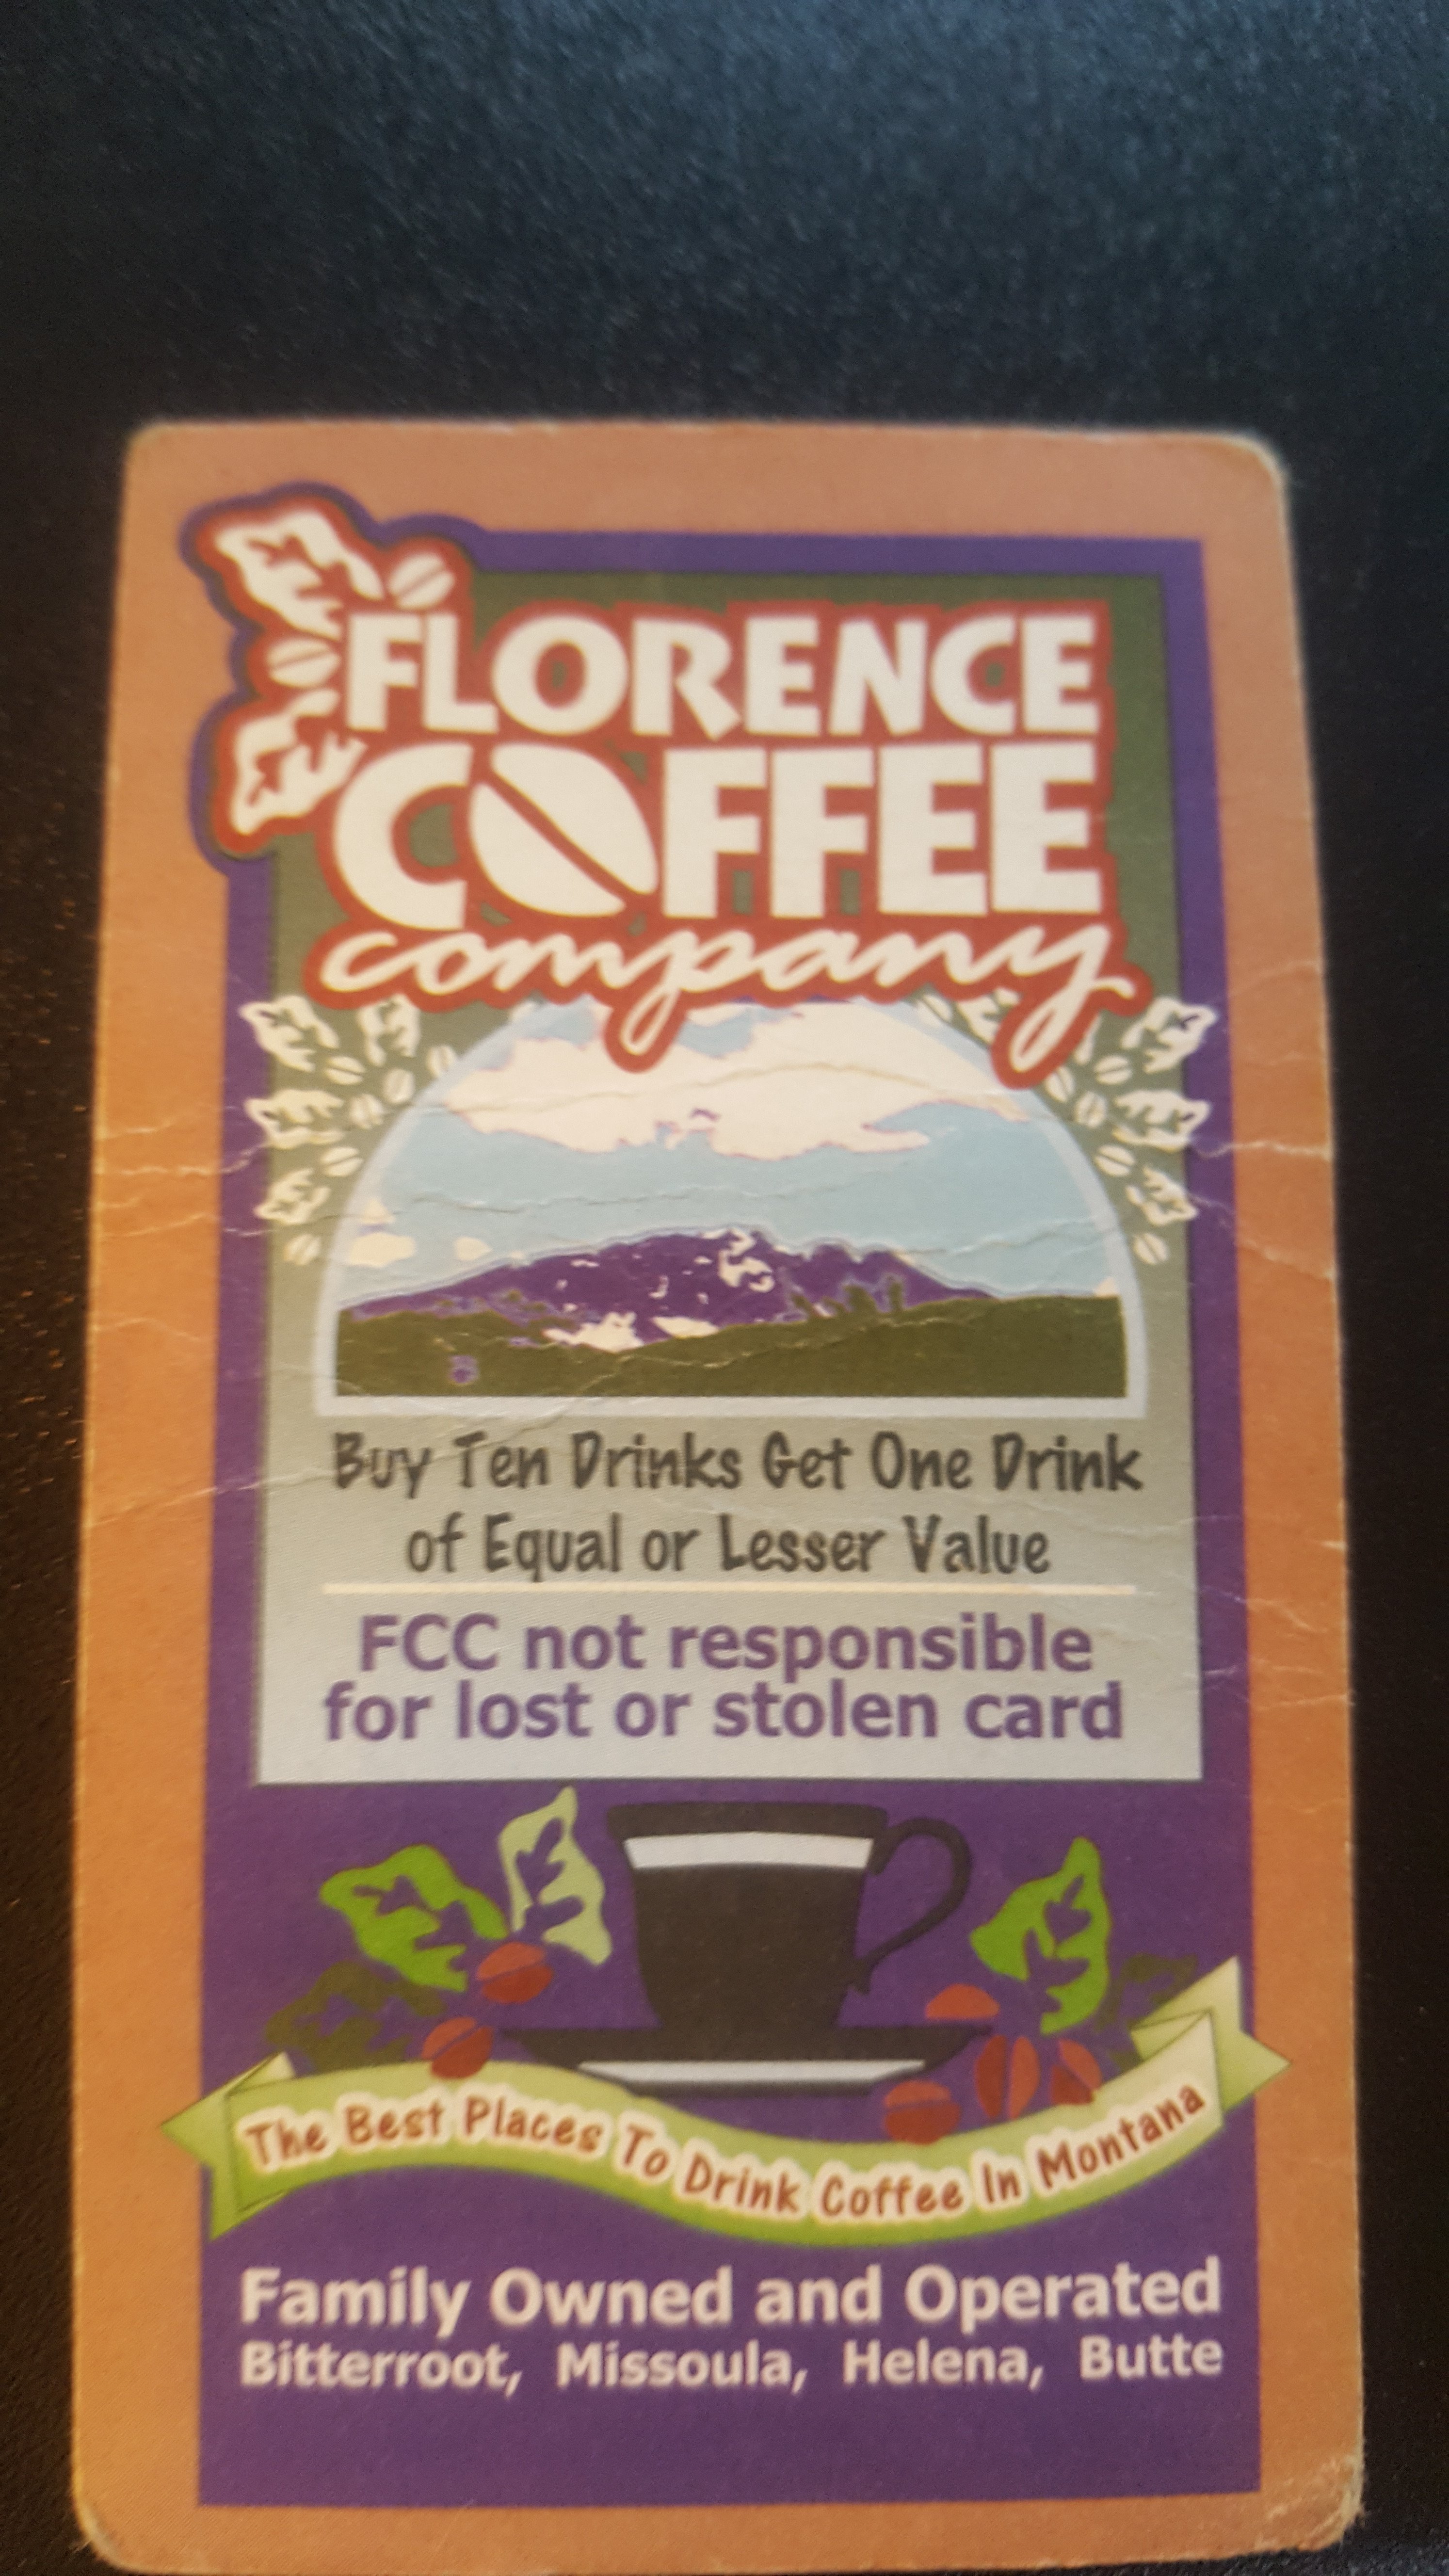 FLORENCE
COFFEE
company
Buy Ten Drinks Get One Drink
of Equal or Lesser Value
FCC not responsible
for lost or stolen card
The Best Places To Drink Coffee In Montana
Family Owned and Operated
Bitterroot, Missoula, Helena, Butte